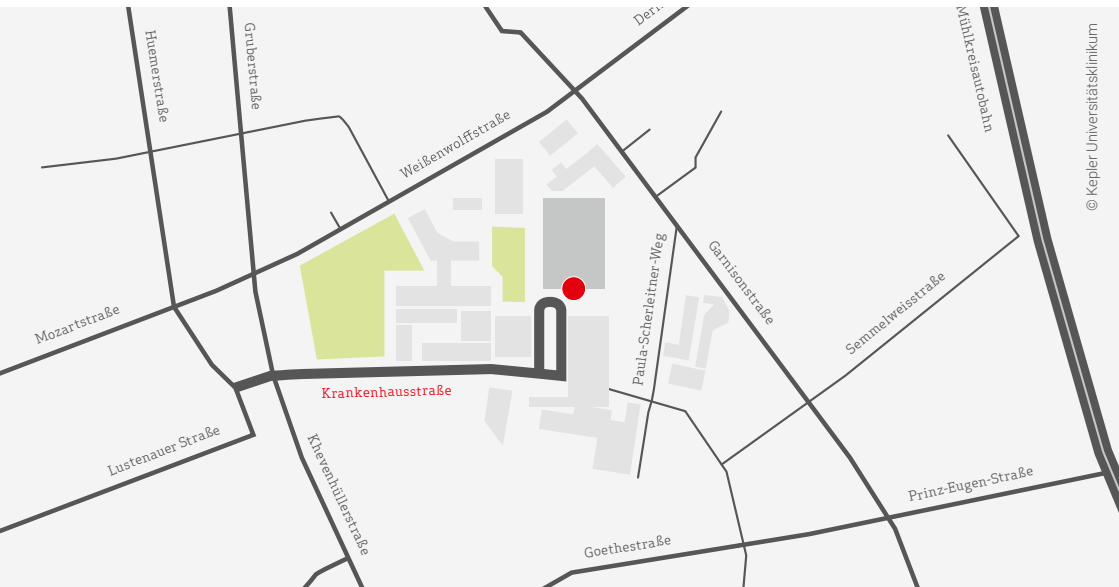 Huemerstraße
Gruberstraße
Weißenwolffstraße
Mühlkreisautobahn
© Kepler Universitätsklinikum
Mozartstraße
Paula-Scherleitner-Weg
Garnisonstraße
Semmelweisstraße
Krankenhausstraße
Lustenauer Straße
Khevenhüllerstraße
Prinz-Eugen-Straße
Goethestraße